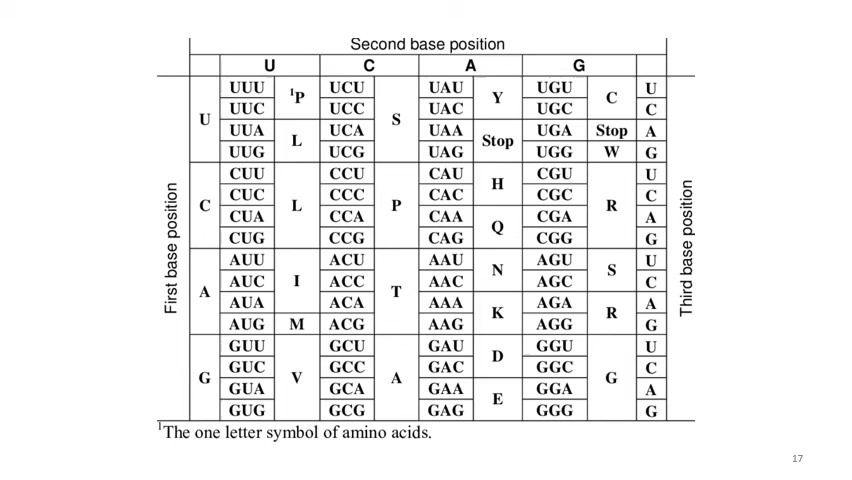 Second base position
U C A G
UUU ¹P UCU UAU Y UGU C U
UUC UCC UAC UGC C
U S
UUA L UCA UAA Stop UGA Stop A
UUG UCG UAG UGG W G
CUU CCU CAU H CGU U
CUC CCC CAC CGC C
C L P R
CUA CCA CAA Q CGA A
CUG CCG CAG CGG G
AUU ACU AAU N AGU S U
AUC I ACC AAC AGC C
A T
AUA ACA AAA K AGA R A
AUG M ACG AAG AGG G
GUU GCU GAU D GGU U
GUC GCC GAC GGC C
G V A G
GUA GCA GAA E GGA A
GUG GCG GAG GGG G
First base position
Third base position
¹The one letter symbol of amino acids.
17